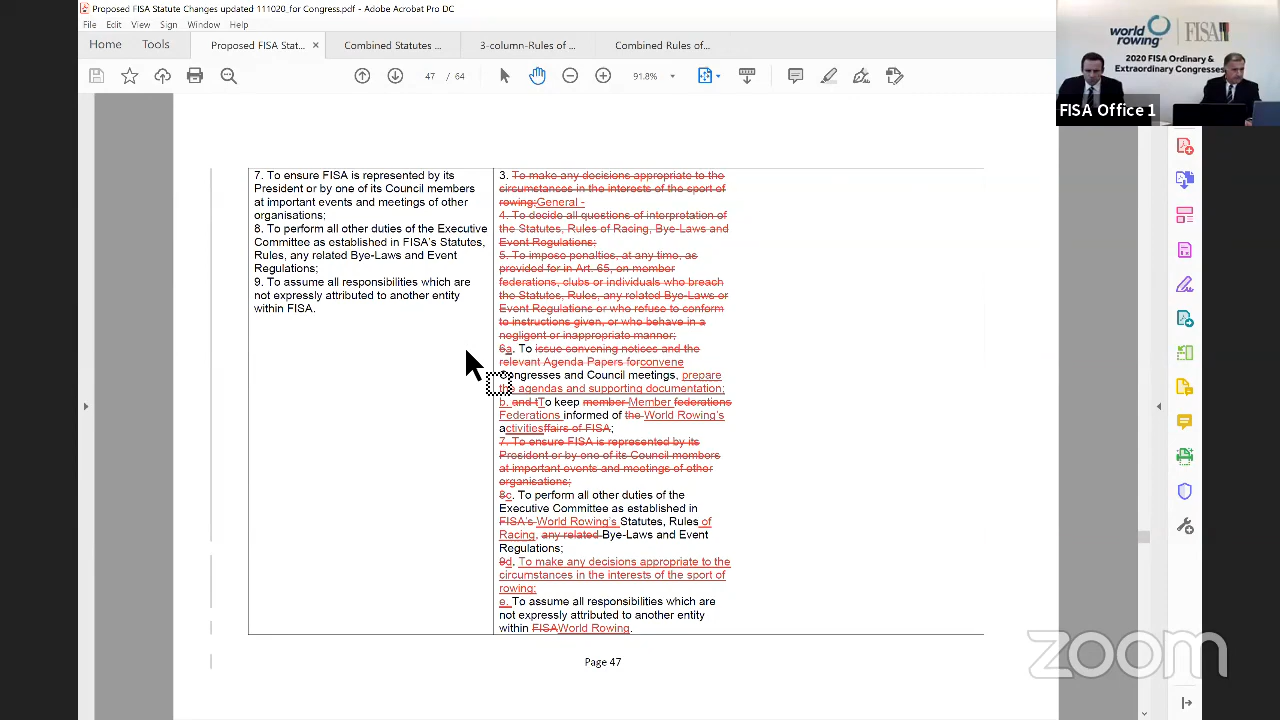 Proposed FISA Statute Changes updated 111020_for Congress.pdf - Adobe Acrobat Pro DC
File Edit View Sign Window Help
Home Tools Proposed FISA Stat... × Combined Statutes ... 3-column-Rules of ... Combined Rules of...
47 / 64 91.8%
world rowing FISA
2020 FISA Ordinary &
Extraordinary Congresses
FISA Office 1
7. To ensure FISA is represented by its
President or by one of its Council members
at important events and meetings of other
organisations;
8. To perform all other duties of the Executive
Committee as established in FISA's Statutes,
Rules, any related Bye-Laws and Event
Regulations;
9. To assume all responsibilities which are
not expressly attributed to another entity
within FISA.
3. To make any decisions appropriate to the
circumstances in the interests of the sport of
rowing;General -
4. To decide all questions of interpretation of
the Statutes, Rules of Racing, Bye-Laws and
Event Regulations;
5. To impose penalties, at any time, as
provided for in Art. 65, on member
federations, clubs or individuals who breach
the Statutes, Rules, any related Bye-Laws or
Event Regulations or who refuse to conform
to instructions given, or who behave in a
negligent or inappropriate manner;
6a. To issue convening notices and the
relevant Agenda Papers forconvene
Congresses and Council meetings, prepare
the agendas and supporting documentation;
b. and tTo keep member Member federations
Federations informed of the World Rowing's
activitiesffairs of FISA;
7. To ensure FISA is represented by its
President or by one of its Council members
at important events and meetings of other
organisations;
8c. To perform all other duties of the
Executive Committee as established in
FISA's World Rowing's Statutes, Rules of
Racing, any related Bye-Laws and Event
Regulations;
9d. To make any decisions appropriate to the
circumstances in the interests of the sport of
rowing;
e. To assume all responsibilities which are
not expressly attributed to another entity
within FISAWorld Rowing.
Page 47
zoom